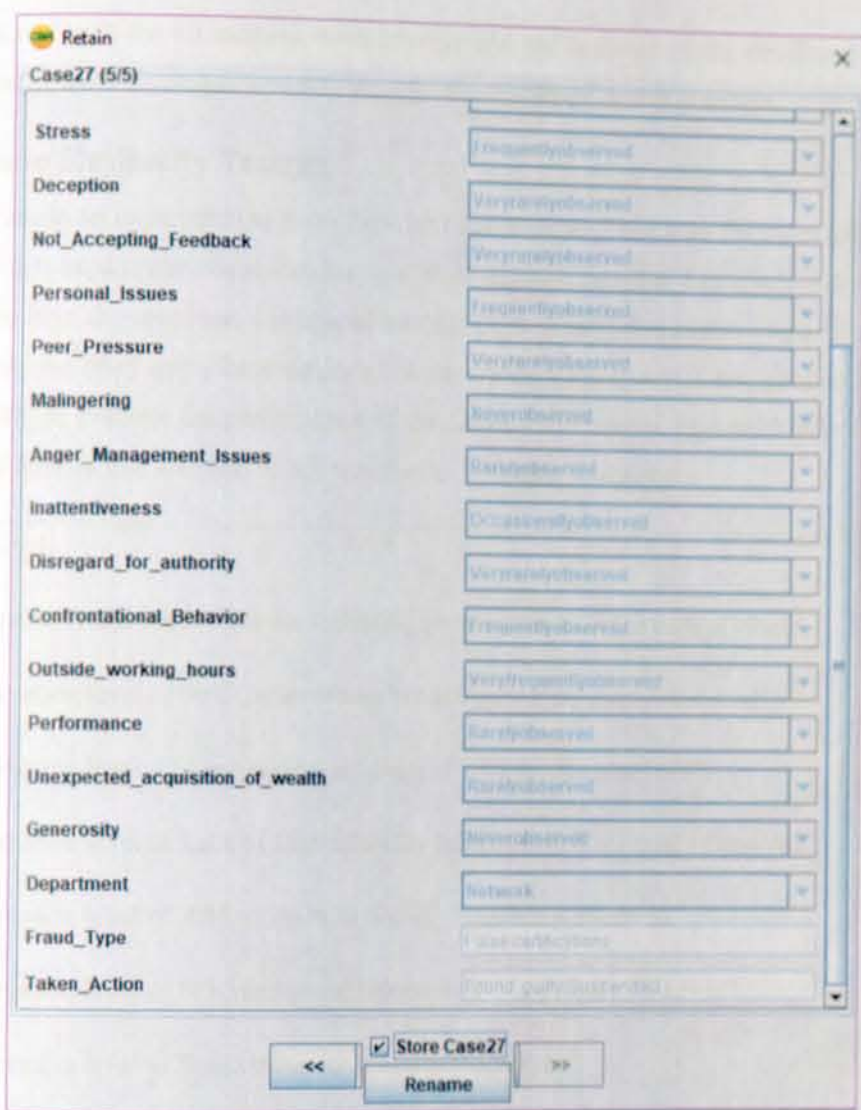 Retain
Case27 (5/5)
Stress Frequentlyobserved
Deception Veryrarelyobserved
Not_Accepting_Feedback Veryrarelyobserved
Personal_Issues Frequentlyobserved
Peer_Pressure Veryrarelyobserved
Malingering Neverobserved
Anger_Management_Issues Rarelyobserved
Inattentiveness Occasionallyobserved
Disregard_for_authority Veryrarelyobserved
Confrontational_Behavior Frequentlyobserved
Outside_working_hours Veryfrequentlyobserved
Performance Rarelyobserved
Unexpected_acquisition_of_wealth Rarelyobserved
Generosity Neverobserved
Department Network
Fraud_Type
Taken_Action Found
<< Store Case27 >>
Rename